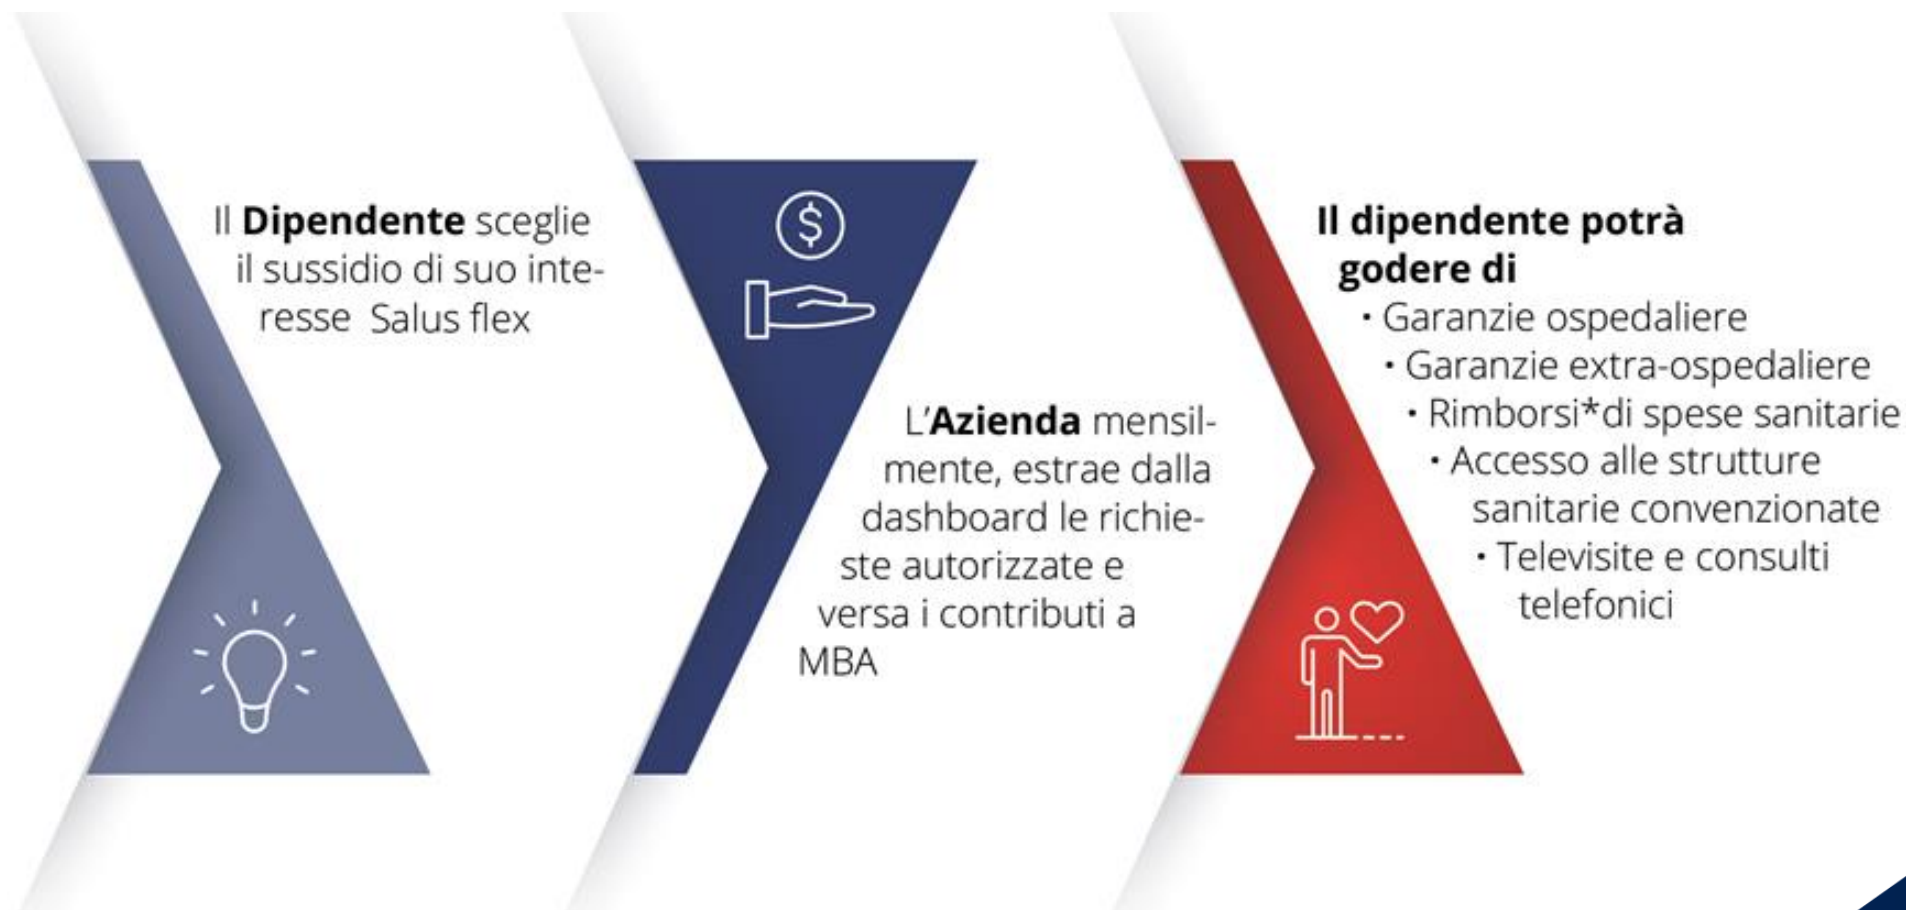 Il Dipendente sceglie
il sussidio di suo inte-
resse Salus flex
$
L'Azienda mensil-
mente, estrae dalla
dashboard le richie-
ste autorizzate e
versa i contributi a
MBA
Il dipendente potrà
godere di
• Garanzie ospedaliere
• Garanzie extra-ospedaliere
• Rimborsi*di spese sanitarie
• Accesso alle strutture
sanitarie convenzionate
• Televisite e consulti
telefonici